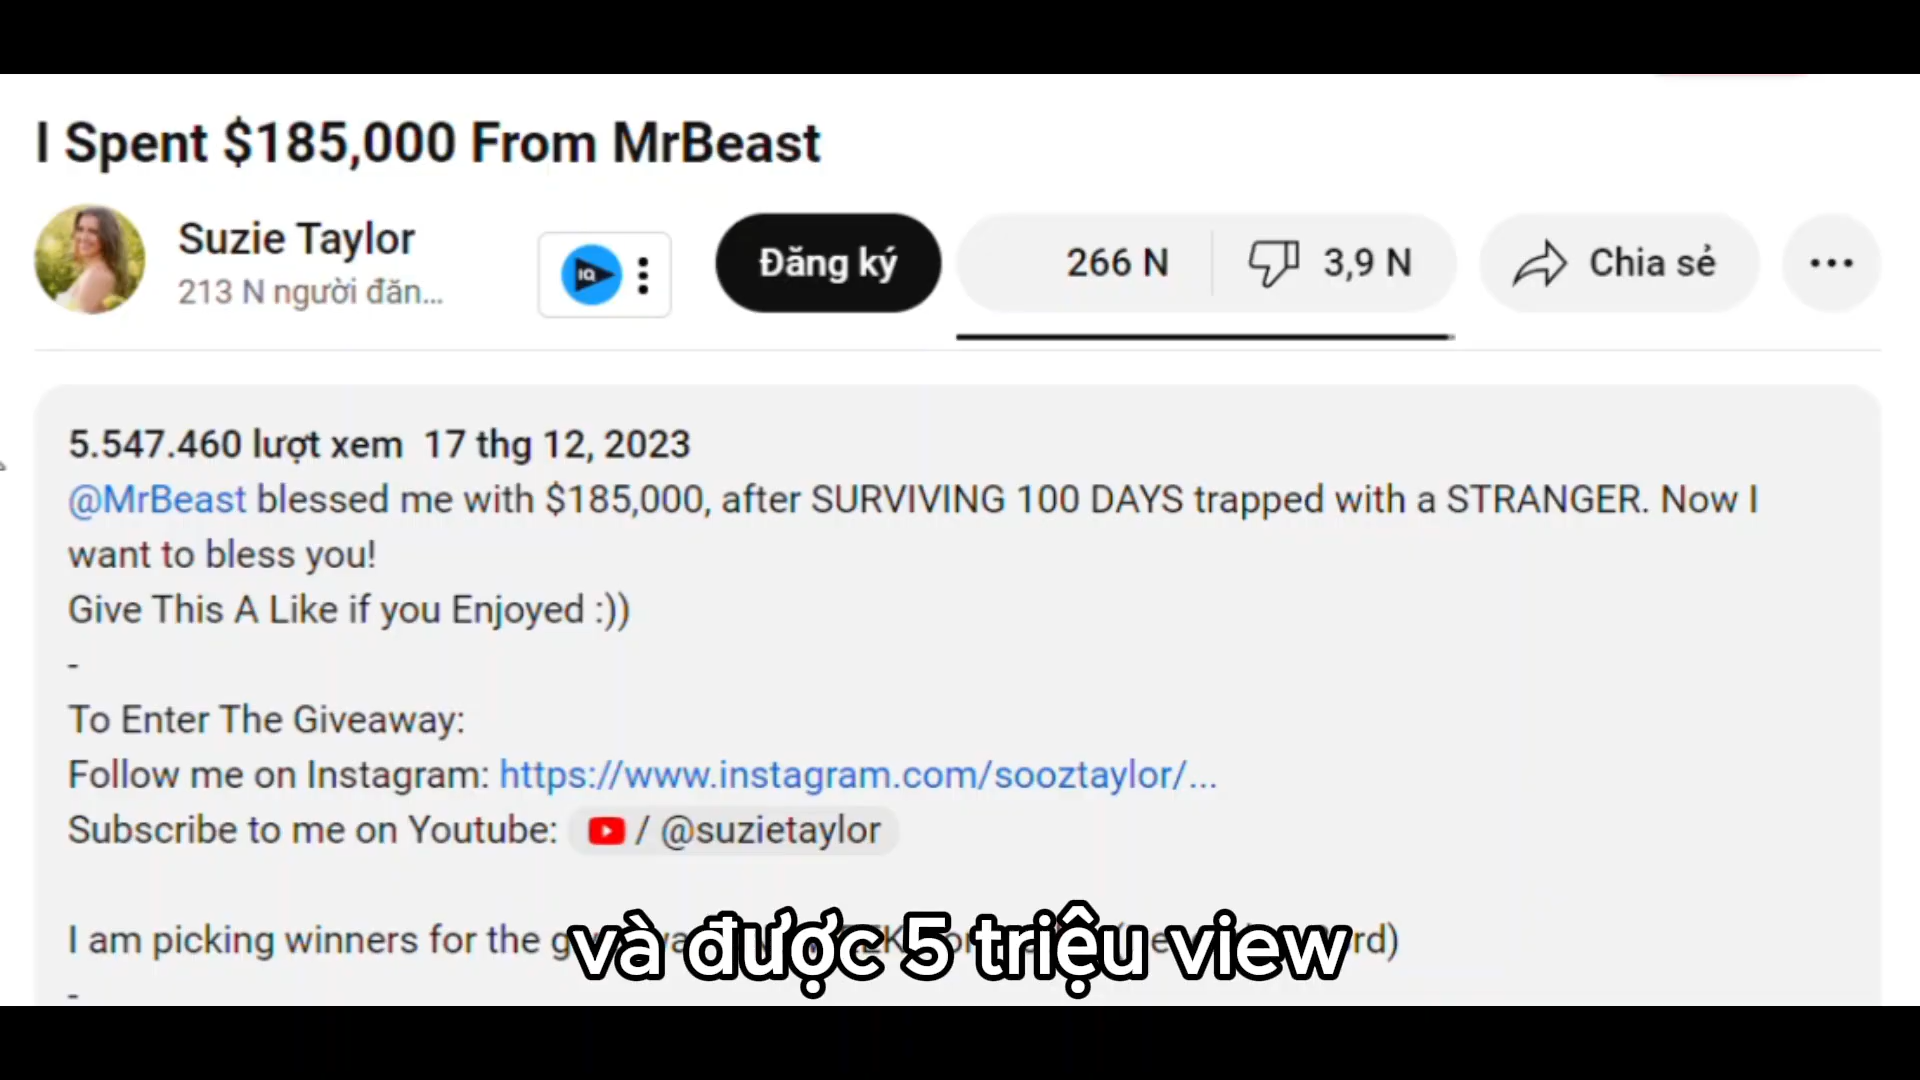 I Spent $185,000 From MrBeast
Suzie Taylor
213 N người đăn...
IQ
Đăng ký
266 N
3,9 N
Chia sẻ
5.547.460 lượt xem 17 thg 12, 2023
@MrBeast blessed me with $185,000, after SURVIVING 100 DAYS trapped with a STRANGER. Now I
want to bless you!
Give This A Like if you Enjoyed :))
-
To Enter The Giveaway:
Follow me on Instagram: https://www.instagram.com/sooztaylor/...
Subscribe to me on Youtube: / @suzietaylor
I am picking winners for the
và được 5 triệu view
-